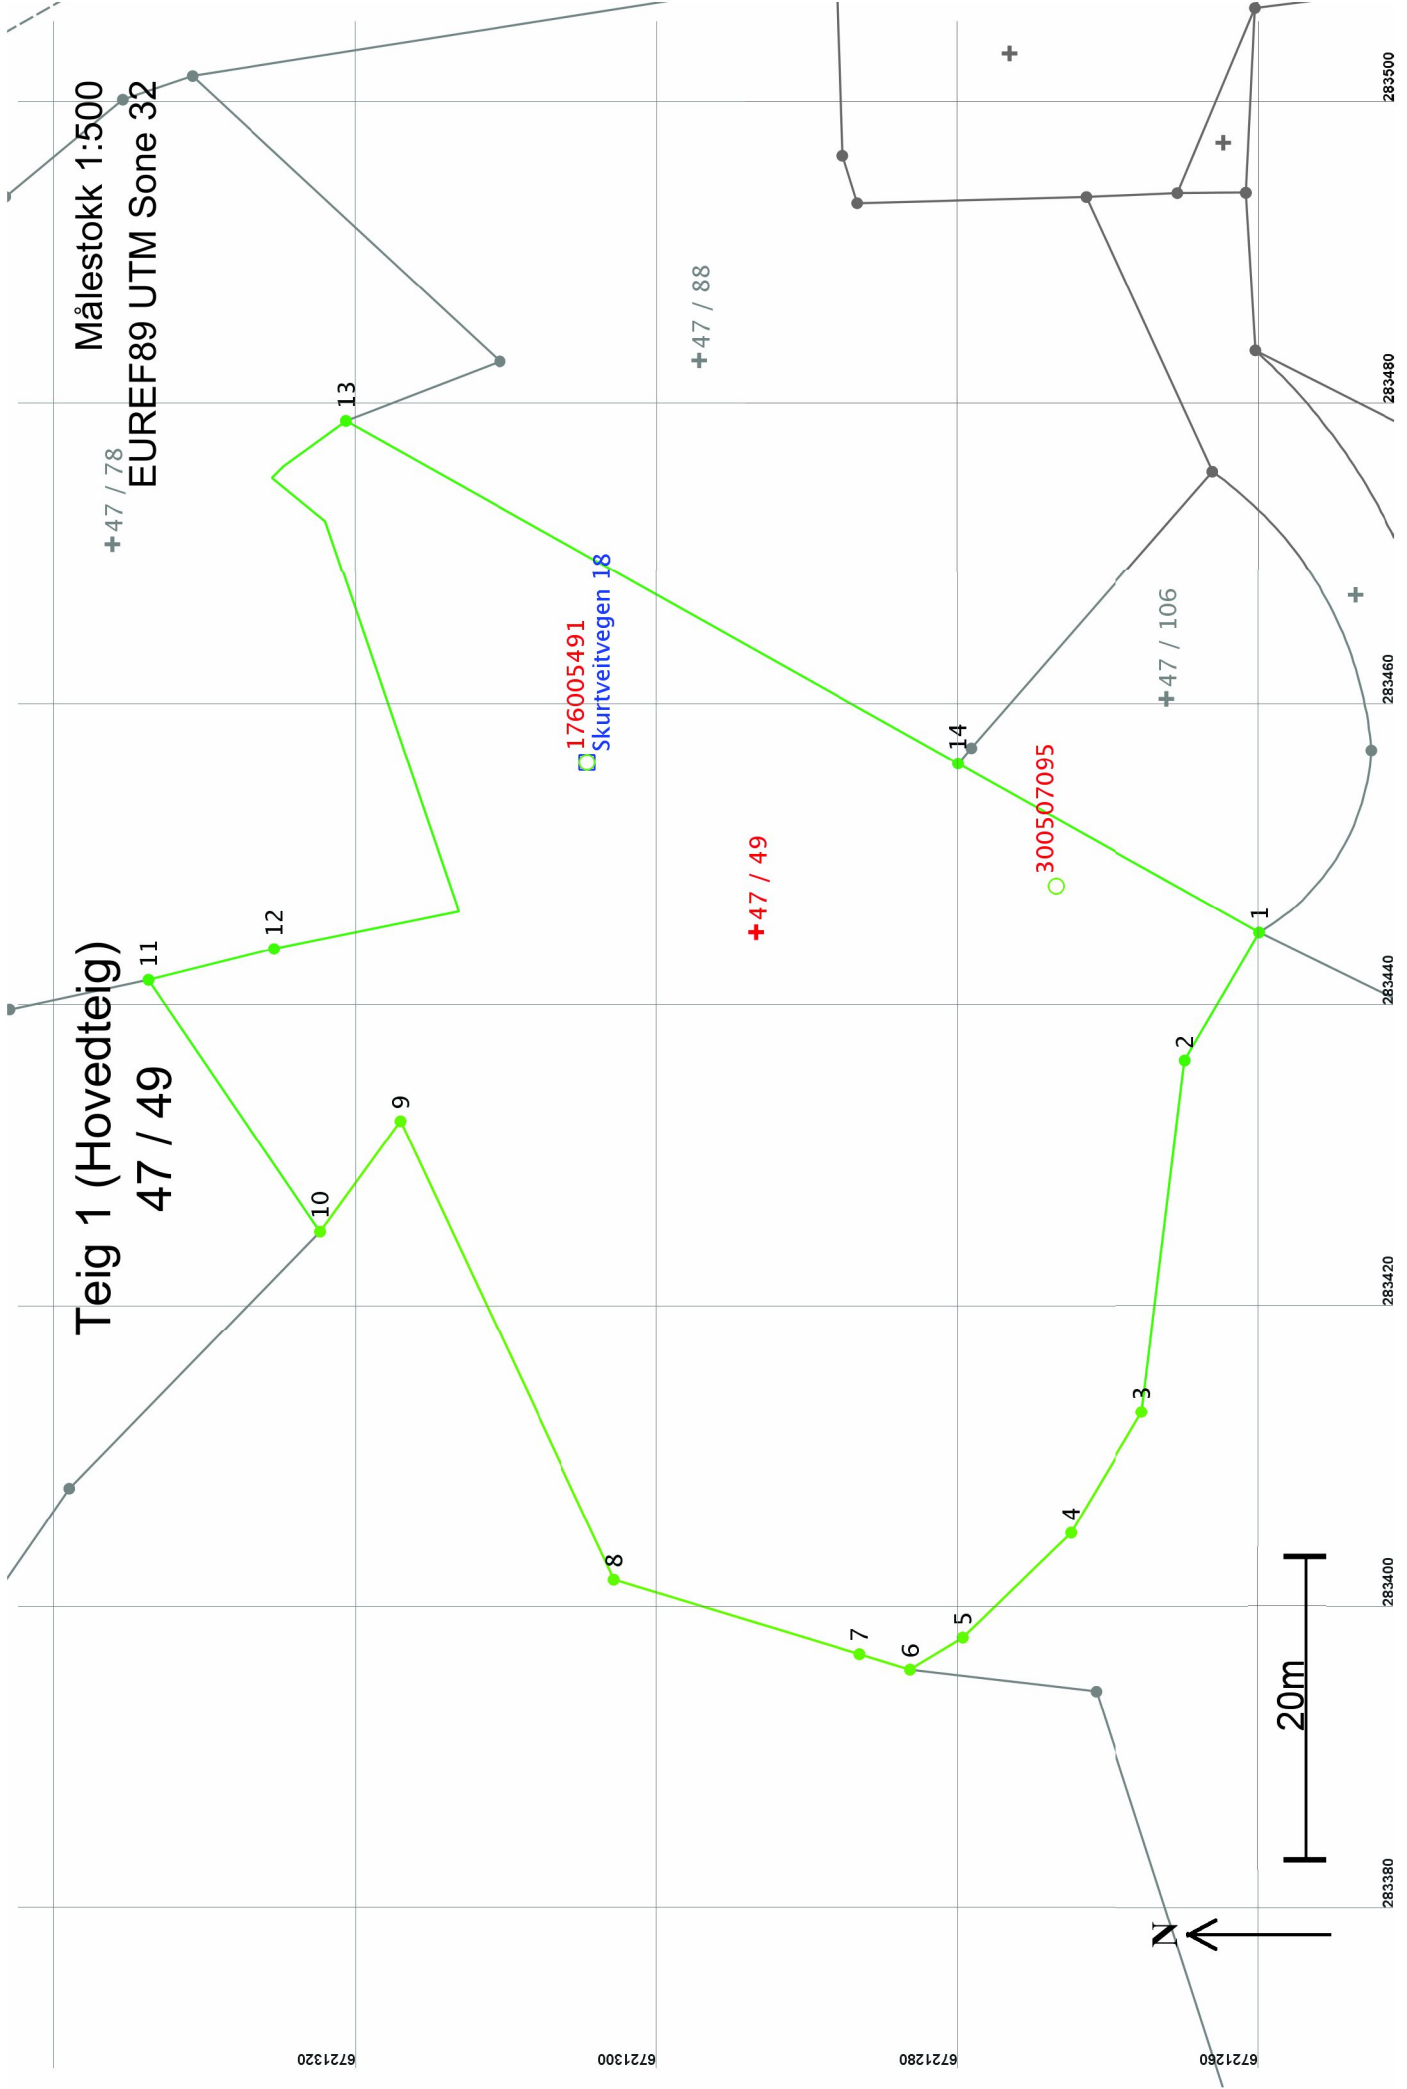 Teig 1 (Hovedteig)
47 / 49
Målestokk 1:500
EUREF89 UTM Sone 32
47 / 78
13
11
12
10
9
176005491
Skurtveitvegen 18
47 / 88
8
47 / 49
14
300507095
47 / 106
7
6
5
4
3
2
1
20m
N
6721320
6721300
6721280
6721260
283380
283400
283420
283440
283460
283480
283500